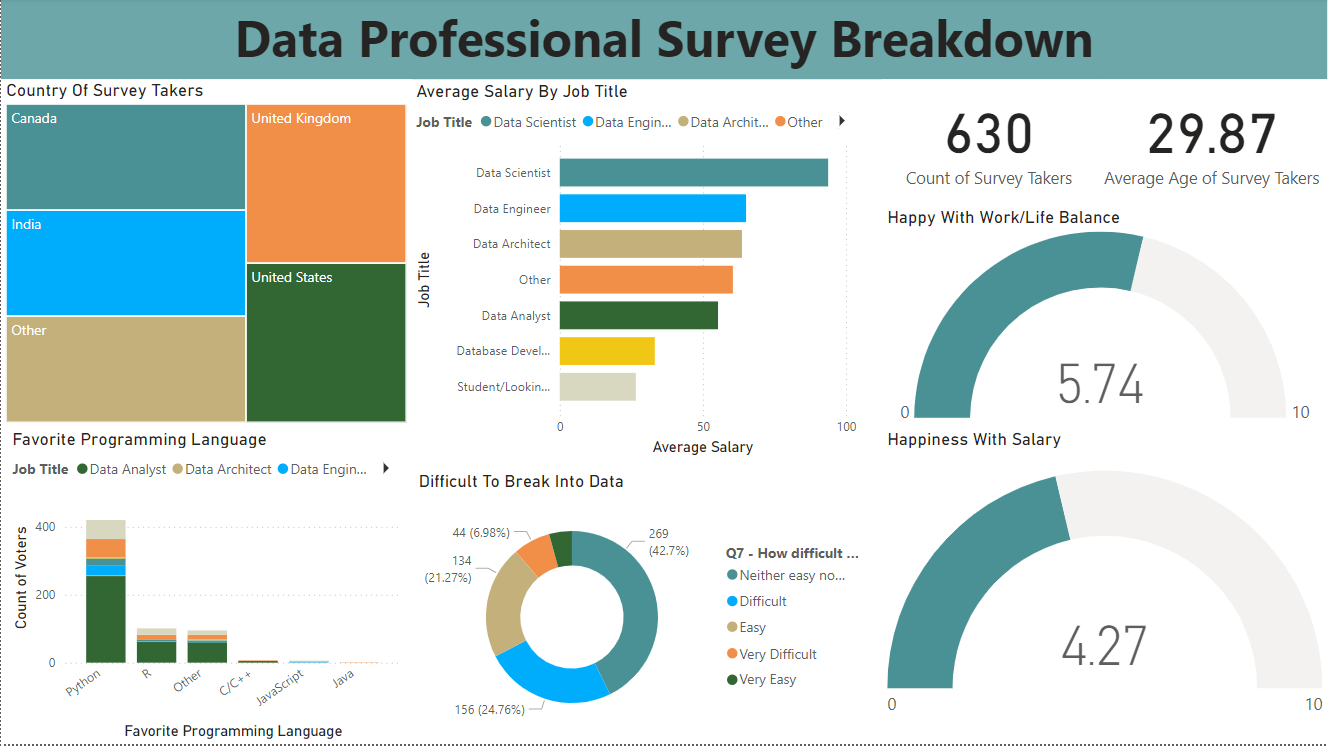 Data Professional Survey Breakdown
Country Of Survey Takers
Canada
United Kingdom
India
United States
Other
Average Salary By Job Title
Job Title Data Scientist Data Engin... Data Archit... Other
Job Title
Data Scientist
Data Engineer
Data Architect
Other
Data Analyst
Database Devel...
Student/Lookin...
0 50 100
Average Salary
630
Count of Survey Takers
29.87
Average Age of Survey Takers
Happy With Work/Life Balance
5.74
0 10
Favorite Programming Language
Job Title Data Analyst Data Architect Data Engin...
Count of Voters
400
200
0
Python R Other C/C++ JavaScript Java
Favorite Programming Language
Difficult To Break Into Data
44 (6.98%)
269
(42.7%)
134
(21.27%)
156 (24.76%)
Q7 - How difficult ...
Neither easy no...
Difficult
Easy
Very Difficult
Very Easy
Happiness With Salary
4.27
0 10